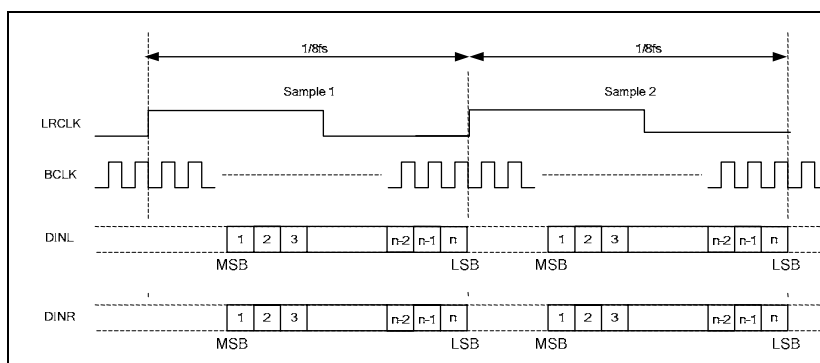 1/8fs 1/8fs
Sample 1 Sample 2
LRCLK
BCLK
DINL 1 2 3 n-2 n-1 n 1 2 3 n-2 n-1 n
MSB LSB MSB LSB
DINR 1 2 3 n-2 n-1 n 1 2 3 n-2 n-1 n
MSB LSB MSB LSB